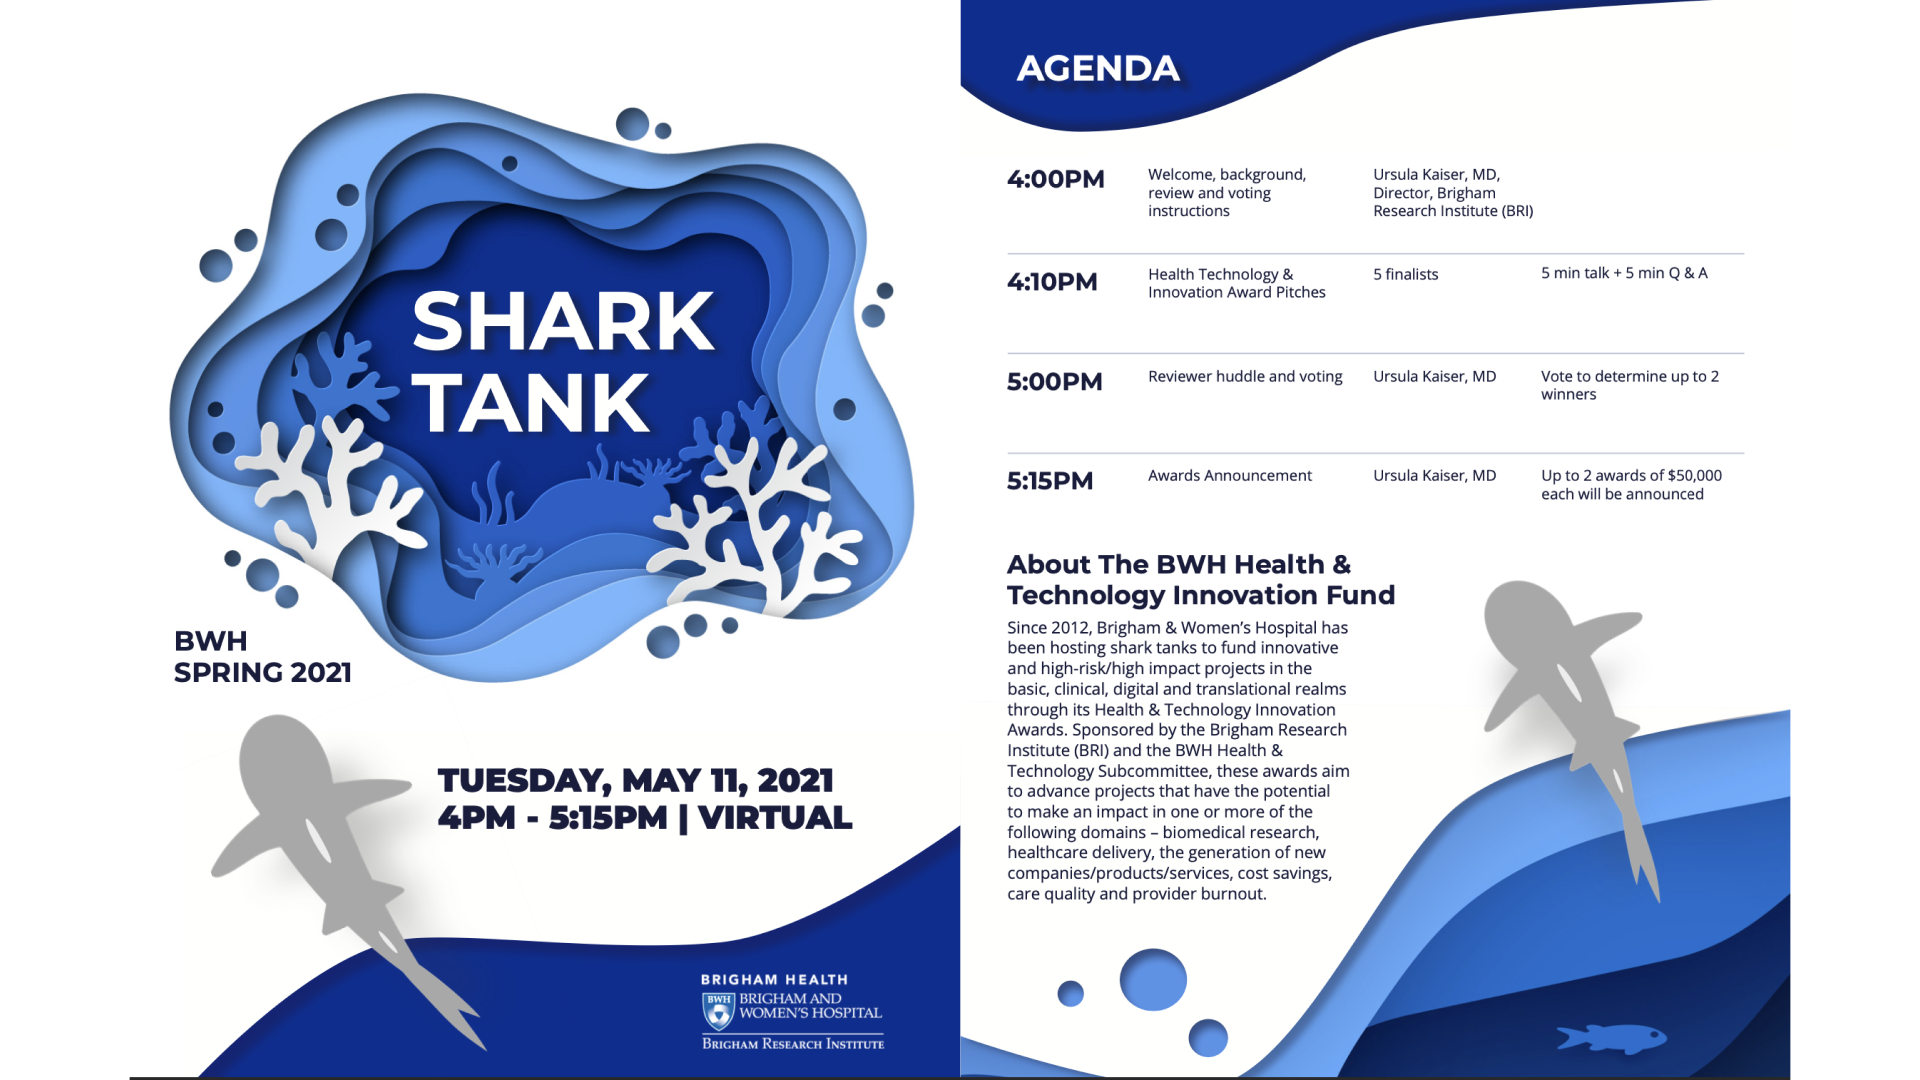 SHARK
TANK
BWH
SPRING 2021
TUESDAY, MAY 11, 2021
4PM - 5:15PM | VIRTUAL
BRIGHAM HEALTH
BWH
BRIGHAM AND
WOMEN'S HOSPITAL
BRIGHAM RESEARCH INSTITUTE
AGENDA
4:00PM
Welcome, background,
review and voting
instructions
Ursula Kaiser, MD,
Director, Brigham
Research Institute (BRI)
4:10PM
Health Technology &
Innovation Award Pitches
5 finalists
5 min talk + 5 min Q & A
5:00PM
Reviewer huddle and voting
Ursula Kaiser, MD
Vote to determine up to 2
winners
5:15PM
Awards Announcement
Ursula Kaiser, MD
Up to 2 awards of $50,000
each will be announced
About The BWH Health &
Technology Innovation Fund
Since 2012, Brigham & Women's Hospital has
been hosting shark tanks to fund innovative
and high-risk/high impact projects in the
basic, clinical, digital and translational realms
through its Health & Technology Innovation
Awards. Sponsored by the Brigham Research
Institute (BRI) and the BWH Health &
Technology Subcommittee, these awards aim
to advance projects that have the potential
to make an impact in one or more of the
following domains – biomedical research,
healthcare delivery, the generation of new
companies/products/services, cost savings,
care quality and provider burnout.